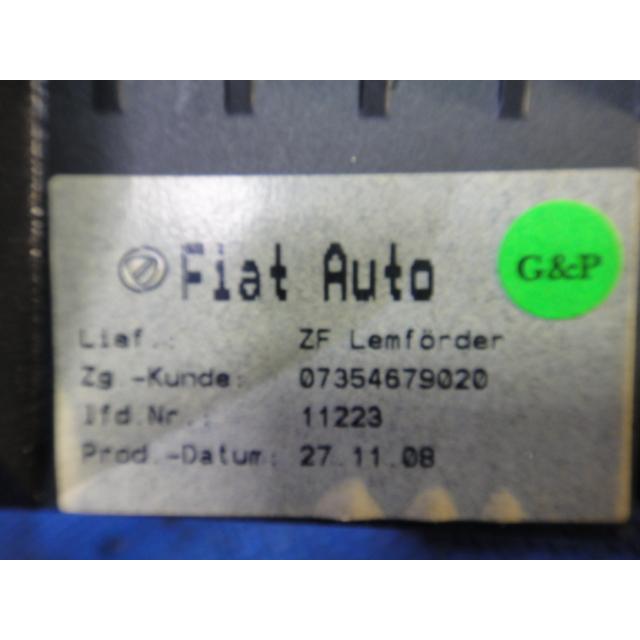 Fiat Auto
G&P
Lief.: ZF Lemförder
Zg.-Kunde: 07354679020
lfd.Nr.: 11223
Prod.-Datum: 27.11.08